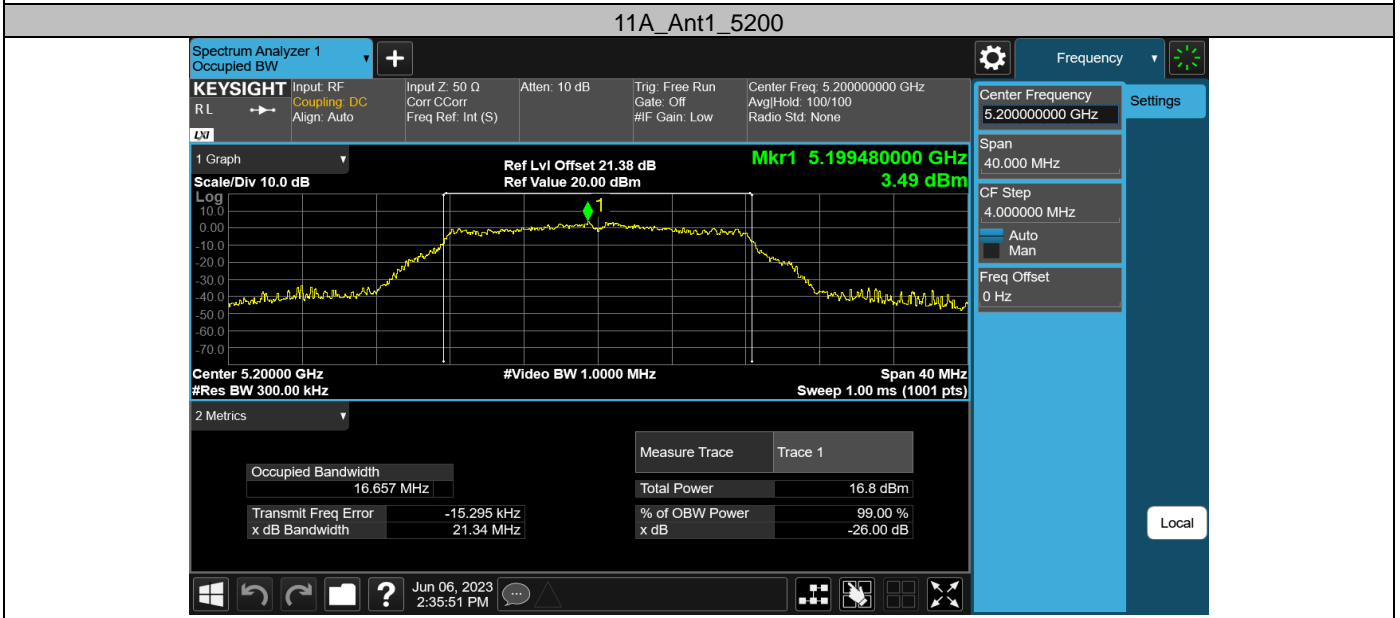 11A_Ant1_5200
Spectrum Analyzer 1
Occupied BW
+
Frequency
KEYSIGHT
RL
LXI
Input: RF
Coupling: DC
Align: Auto
Input Z: 50 Ω
Corr CCorr
Freq Ref: Int (S)
Atten: 10 dB
Trig: Free Run
Gate: Off
#IF Gain: Low
Center Freq: 5.200000000 GHz
Avg|Hold: 100/100
Radio Std: None
Center Frequency
5.200000000 GHz
Settings
Span
40.000 MHz
CF Step
4.000000 MHz
Auto
Man
Freq Offset
0 Hz
Local
1 Graph
Scale/Div 10.0 dB
Ref Lvl Offset 21.38 dB
Ref Value 20.00 dBm
Mkr1 5.199480000 GHz
3.49 dBm
Log
10.0
0.00
-10.0
-20.0
-30.0
-40.0
-50.0
-60.0
-70.0
1
Center 5.20000 GHz
#Video BW 1.0000 MHz
Span 40 MHz
#Res BW 300.00 kHz
Sweep 1.00 ms (1001 pts)
2 Metrics
Measure Trace Trace 1
Occupied Bandwidth
16.657 MHz
Total Power 16.8 dBm
Transmit Freq Error -15.295 kHz
% of OBW Power 99.00 %
x dB Bandwidth 21.34 MHz
x dB -26.00 dB
?
Jun 06, 2023
2:35:51 PM